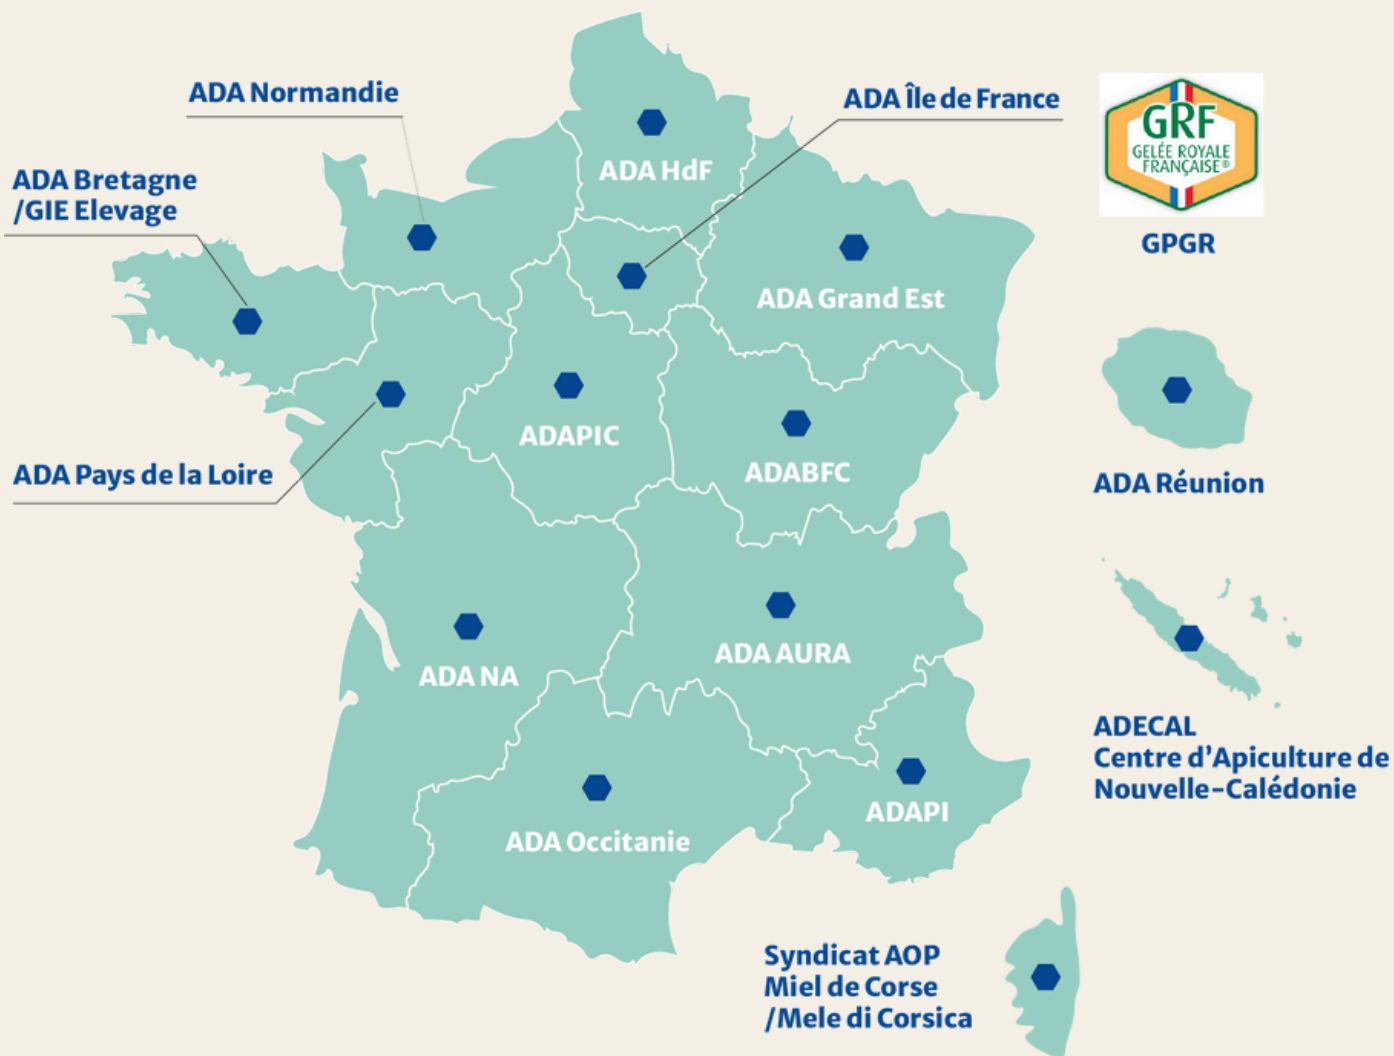 ADA Normandie
ADA Île de France
ADA HdF
GRF
GELÉE ROYALE
FRANÇAISE®
GPGR
ADA Bretagne
/GIE Elevage
ADA Grand Est
ADAPIC
ADABFC
ADA Pays de la Loire
ADA Réunion
ADA NA
ADA AURA
ADECAL
Centre d’Apiculture de
Nouvelle-Calédonie
ADA Occitanie
ADAPI
Syndicat AOP
Miel de Corse
/Mele di Corsica